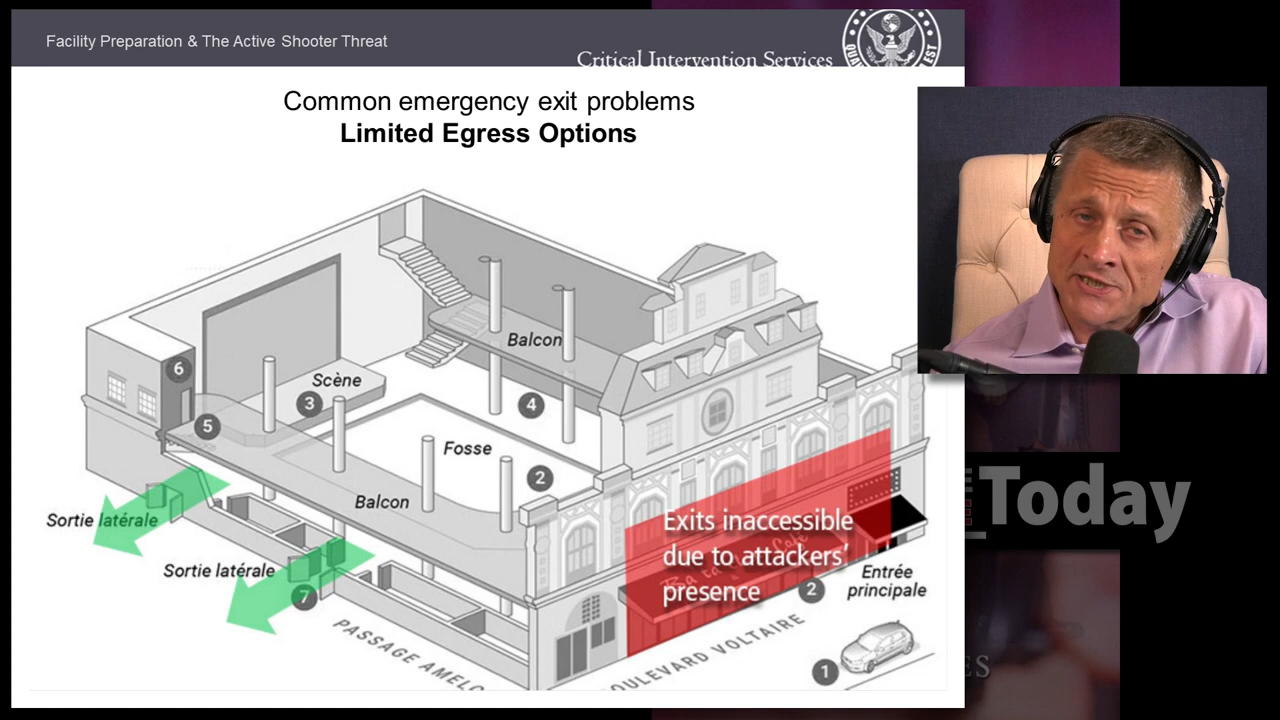 Facility Preparation & The Active Shooter Threat
Critical Intervention Services
Common emergency exit problems
Limited Egress Options
Balcon
6
Scène
3
4
5
Fosse
2
Balcon
Sortie latérale
Exits inaccessible
due to attackers'
presence
Sortie latérale
7
Entrée
principale
2
PASSAGE AMELO
BOULEVARD VOLTAIRE
1
Today
ES